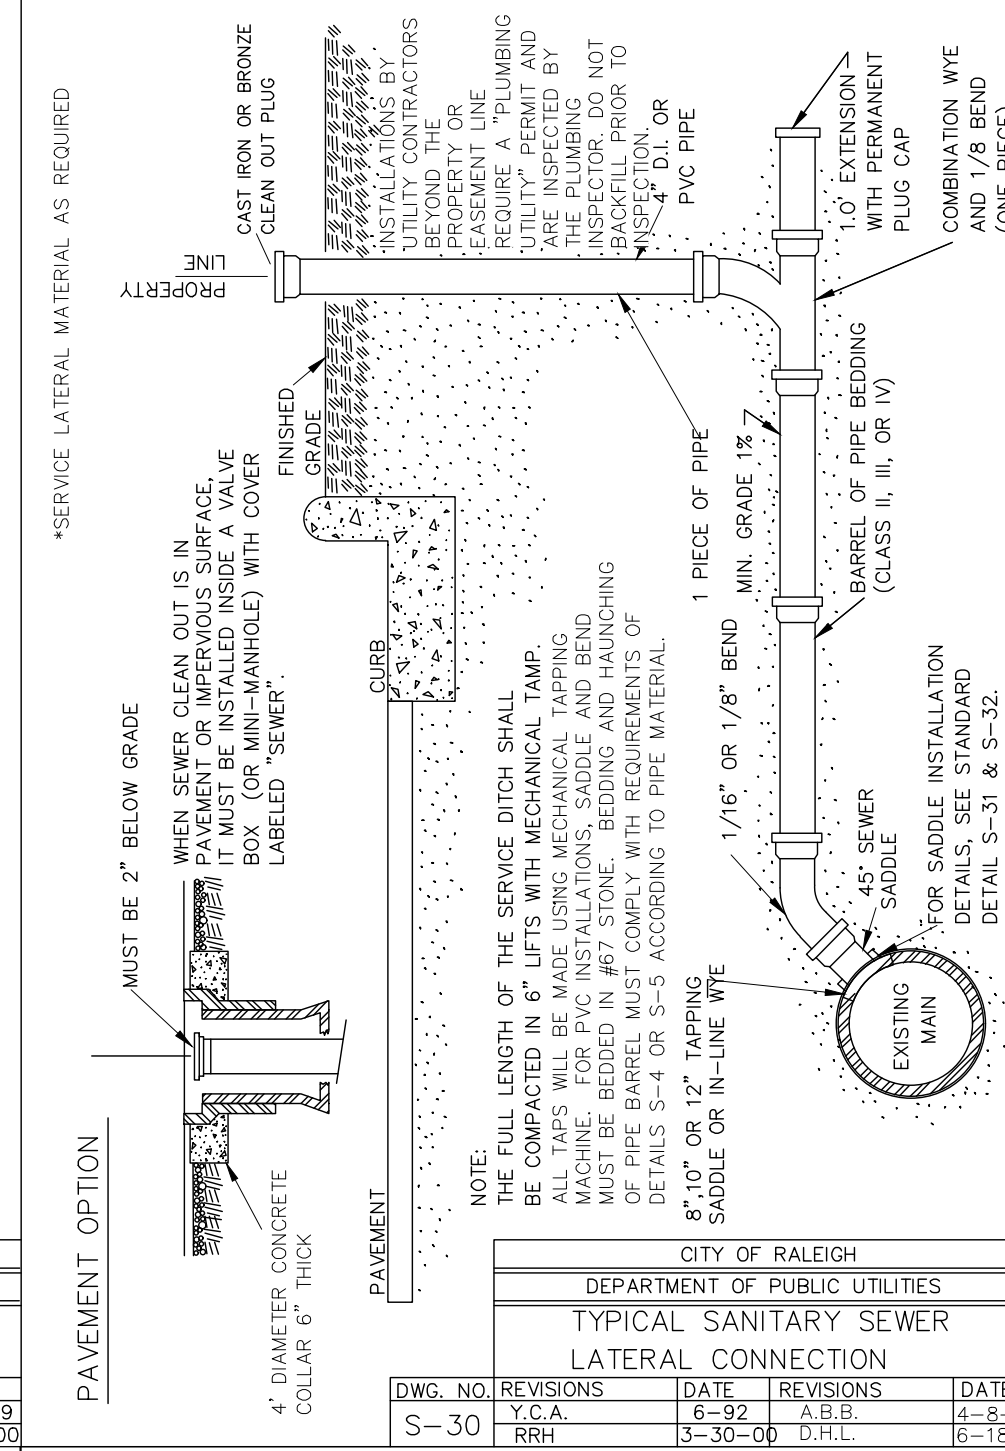 *SERVICE LATERAL MATERIAL AS REQUIRED
PAVEMENT OPTION
MUST BE 2" BELOW GRADE
WHEN SEWER CLEAN OUT IS IN
PAVEMENT OR IMPERVIOUS SURFACE,
IT MUST BE INSTALLED INSIDE A VALVE
BOX (OR MINI-MANHOLE) WITH COVER
LABELED "SEWER".
4' DIAMETER CONCRETE
COLLAR 6" THICK
PROPERTY
LINE
CAST IRON OR BRONZE
CLEAN OUT PLUG
FINISHED
GRADE
CURB
PAVEMENT
INSTALLATIONS BY
UTILITY CONTRACTORS
BEYOND THE
PROPERTY OR
EASEMENT LINE
REQUIRE A "PLUMBING
UTILITY" PERMIT AND
ARE INSPECTED BY
THE PLUMBING
INSPECTOR. DO NOT
BACKFILL PRIOR TO
INSPECTION.
4" D.I. OR
PVC PIPE
NOTE:
THE FULL LENGTH OF THE SERVICE DITCH SHALL
BE COMPACTED IN 6" LIFTS WITH MECHANICAL TAMP.
ALL TAPS WILL BE MADE USING MECHANICAL TAPPING
MACHINE. FOR PVC INSTALLATIONS, SADDLE AND BEND
MUST BE BEDDED IN #67 STONE. BEDDING AND HAUNCHING
OF PIPE BARREL MUST COMPLY WITH REQUIREMENTS OF
DETAILS S-4 OR S-5 ACCORDING TO PIPE MATERIAL.
8",10" OR 12" TAPPING
SADDLE OR IN-LINE WYE
1/16" OR 1/8" BEND
1 PIECE OF PIPE
MIN. GRADE 1%
1.0' EXTENSION
WITH PERMANENT
PLUG CAP
COMBINATION WYE
AND 1/8 BEND
(ONE PIECE)
BARREL OF PIPE BEDDING
(CLASS II, III, OR IV)
45° SEWER
SADDLE
FOR SADDLE INSTALLATION
DETAILS, SEE STANDARD
DETAIL S-31 & S-32.
EXISTING
MAIN
CITY OF RALEIGH
DEPARTMENT OF PUBLIC UTILITIES
TYPICAL SANITARY SEWER
LATERAL CONNECTION
DWG. NO. REVISIONS DATE REVISIONS DATE
S-30 Y.C.A. 6-92 A.B.B. 4-8-
RRH 3-30-00 D.H.L. 6-18
9
00